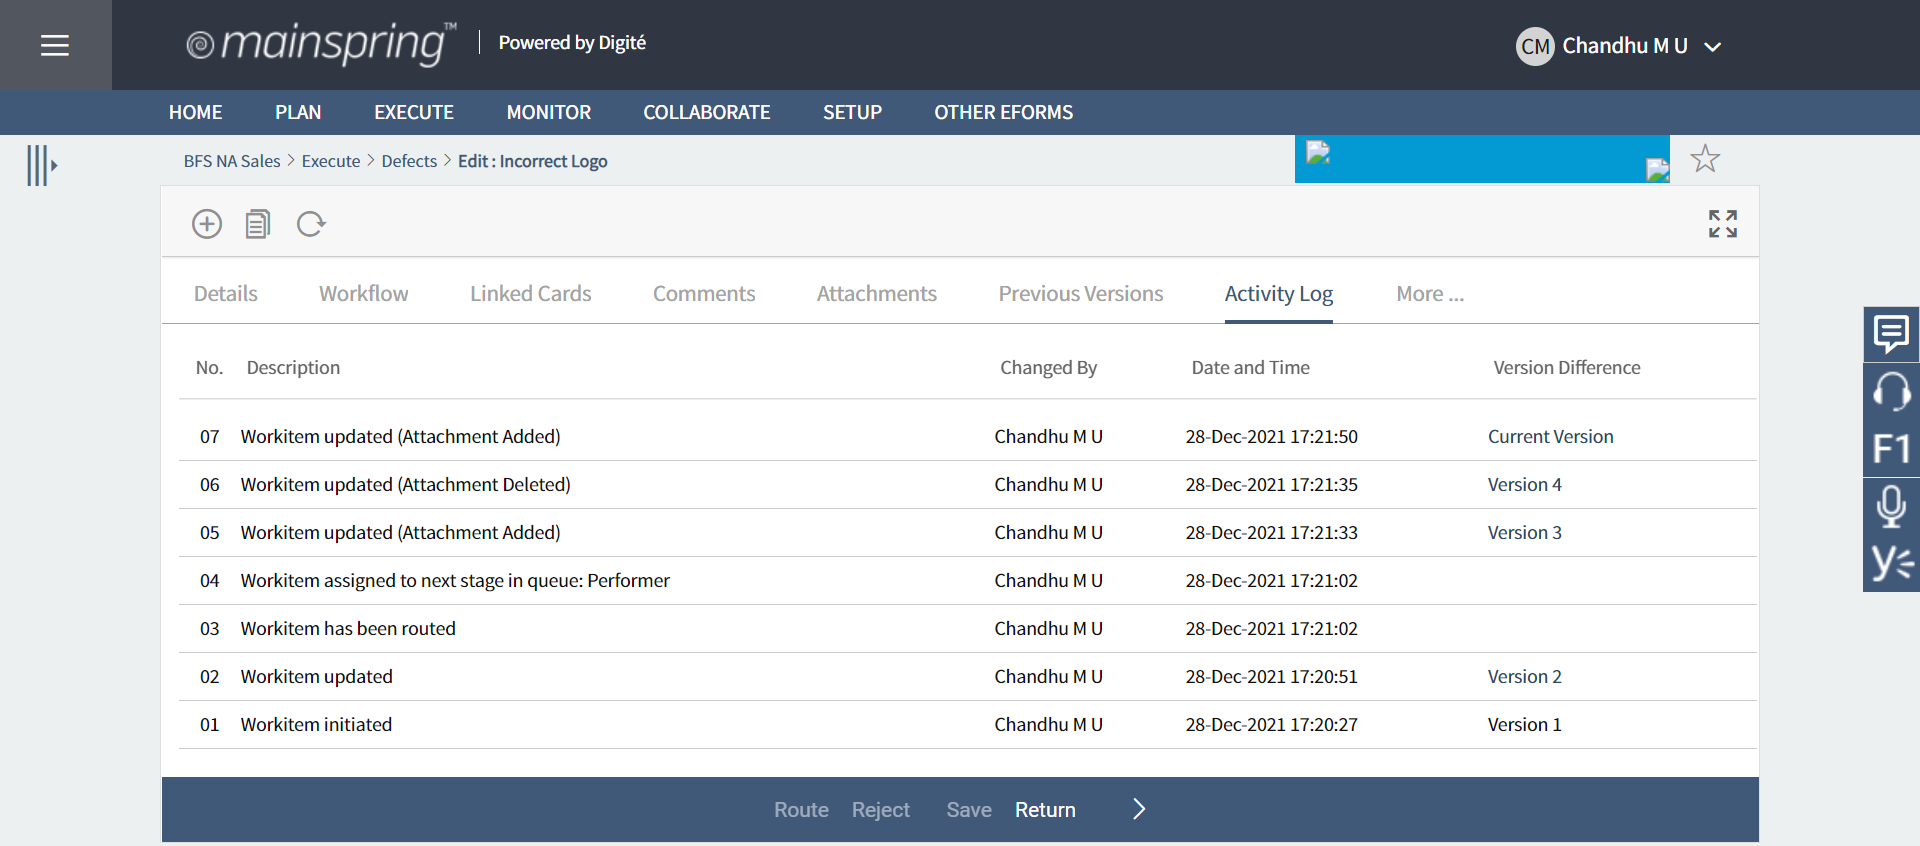 mainspring™ Powered by Digité
CM Chandhu M U
HOME PLAN EXECUTE MONITOR COLLABORATE SETUP OTHER EFORMS
BFS NA Sales > Execute > Defects > Edit : Incorrect Logo
Details Workflow Linked Cards Comments Attachments Previous Versions Activity Log More ...
No. Description Changed By Date and Time Version Difference
07 Workitem updated (Attachment Added) Chandhu M U 28-Dec-2021 17:21:50 Current Version
06 Workitem updated (Attachment Deleted) Chandhu M U 28-Dec-2021 17:21:35 Version 4
05 Workitem updated (Attachment Added) Chandhu M U 28-Dec-2021 17:21:33 Version 3
04 Workitem assigned to next stage in queue: Performer Chandhu M U 28-Dec-2021 17:21:02
03 Workitem has been routed Chandhu M U 28-Dec-2021 17:21:02
02 Workitem updated Chandhu M U 28-Dec-2021 17:20:51 Version 2
01 Workitem initiated Chandhu M U 28-Dec-2021 17:20:27 Version 1
Route Reject Save Return
F1